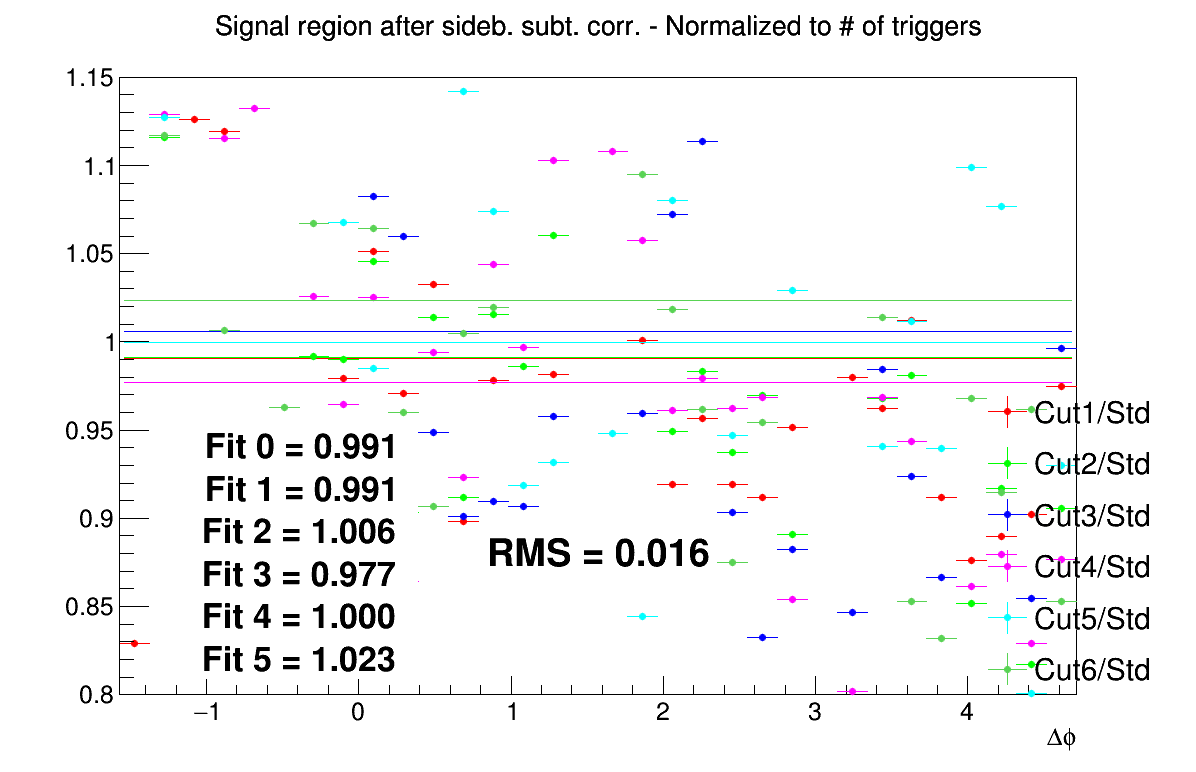 Signal region after sideb. subt. corr. - Normalized to # of triggers
1.15
1.1
1.05
1
0.95
0.9
0.85
0.8
Fit 0 = 0.991
Fit 1 = 0.991
Fit 2 = 1.006
Fit 3 = 0.977
Fit 4 = 1.000
Fit 5 = 1.023
RMS = 0.016
Cut1/Std
Cut2/Std
Cut3/Std
Cut4/Std
Cut5/Std
Cut6/Std
−1 0 1 2 3 4
Δϕ